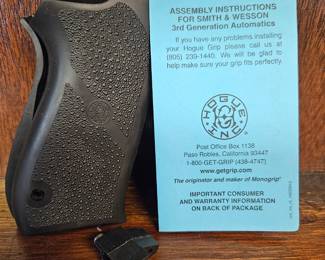 ASSEMBLY INSTRUCTIONS
FOR SMITH & WESSON
3rd Generation Automatics
If you have any problems installing
your Hogue Grip please call us at
(805) 239-1440. We will be glad to
help make sure your grip fits perfectly.
HOGUE
INC
Post Office Box 1138
Paso Robles, California 93447
1-800-GET-GRIP (438-4747)
www.getgrip.com
The originator and maker of Monogrip®
IMPORTANT CONSUMER
AND WARRANTY INFORMATION
ON BACK OF PACKAGE